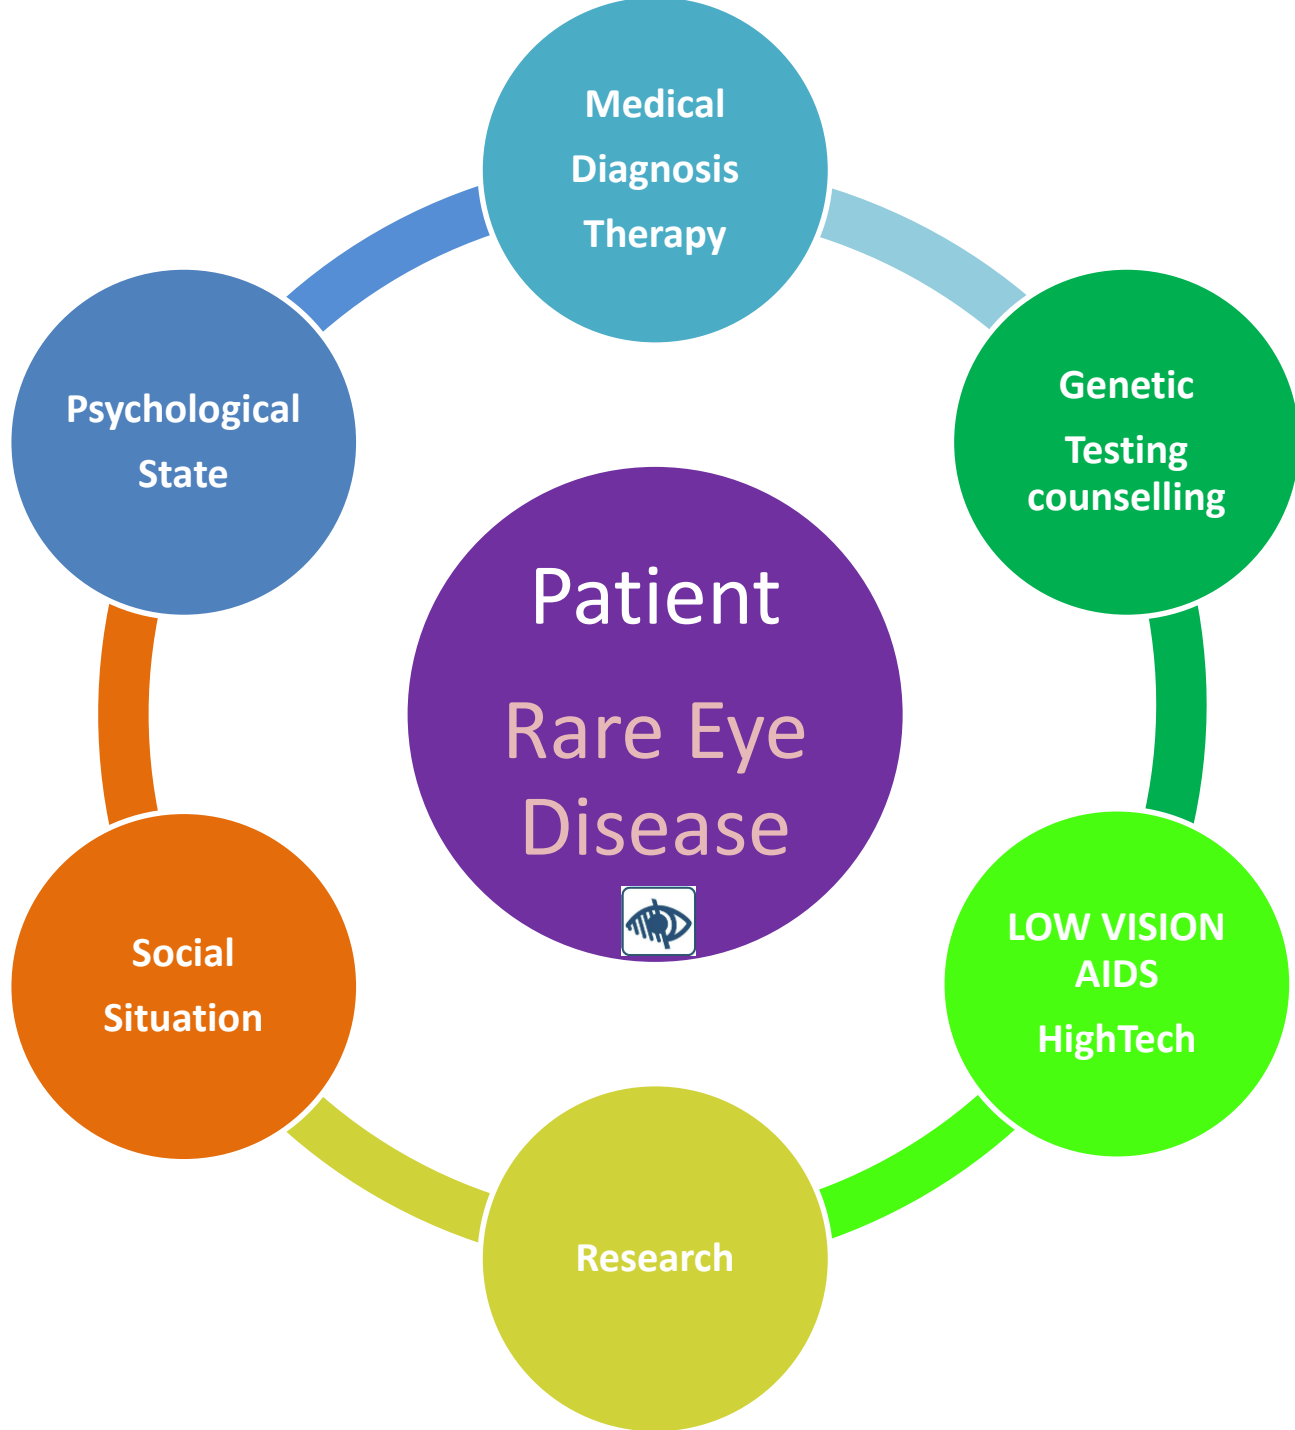 Medical
Diagnosis
Therapy
Genetic
Testing
counselling
LOW VISION
AIDS
HighTech
Research
Social
Situation
Psychological
State
Patient
Rare Eye
Disease